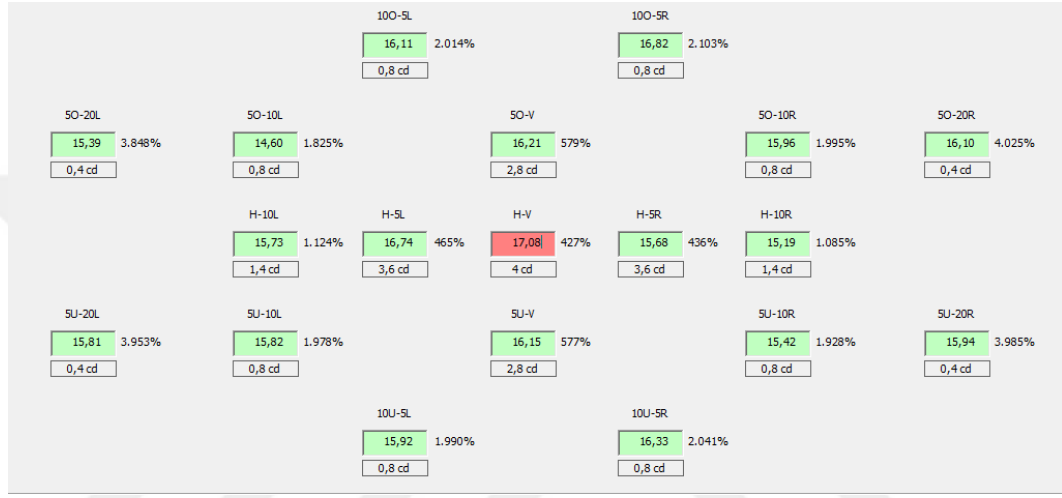 10O-5L 10O-5R
16,11 2.014% 16,82 2.103%
0,8 cd 0,8 cd
5O-20L 5O-10L 5O-V 5O-10R 5O-20R
15,39 3.848% 14,60 1.825% 16,21 579% 15,96 1.995% 16,10 4.025%
0,4 cd 0,8 cd 2,8 cd 0,8 cd 0,4 cd
H-10L H-5L H-V H-5R H-10R
15,73 1.124% 16,74 465% 17,08 427% 15,68 436% 15,19 1.085%
1,4 cd 3,6 cd 4 cd 3,6 cd 1,4 cd
5U-20L 5U-10L 5U-V 5U-10R 5U-20R
15,81 3.953% 15,82 1.978% 16,15 577% 15,42 1.928% 15,94 3.985%
0,4 cd 0,8 cd 2,8 cd 0,8 cd 0,4 cd
10U-5L 10U-5R
15,92 1.990% 16,33 2.041%
0,8 cd 0,8 cd